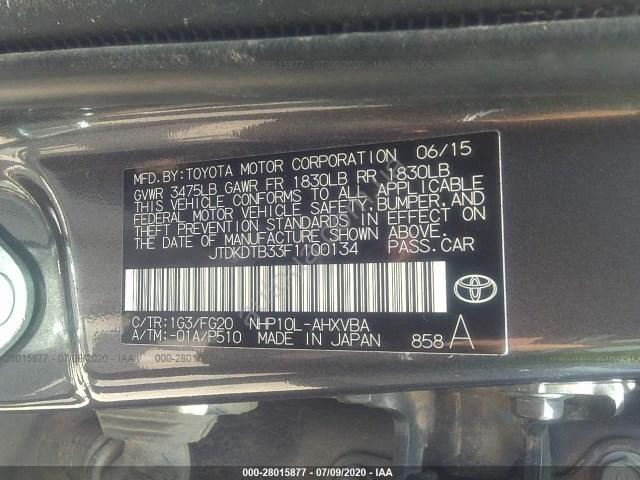 000-28015877 - 07/09/2020 - IAA
MFD.BY:TOYOTA MOTOR CORPORATION 06/15
GVWR 3475LB GAWR FR 1830LB RR 1830LB
THIS VEHICLE CONFORMS TO ALL APPLICABLE
FEDERAL MOTOR VEHICLE SAFETY,BUMPER,AND
THEFT PREVENTION STANDARDS IN EFFECT ON
THE DATE OF MANUFACTURE SHOWN ABOVE.
JTDKDTB33F1100134 PASS.CAR
C/TR:1G3/FG20 NHP10L-AHXVBA
A/TM:-01A/P510 MADE IN JAPAN 858 A
000-28015877 - 07/09/2020 - IAA
000-28015877 - 07/09/2020 - IAA